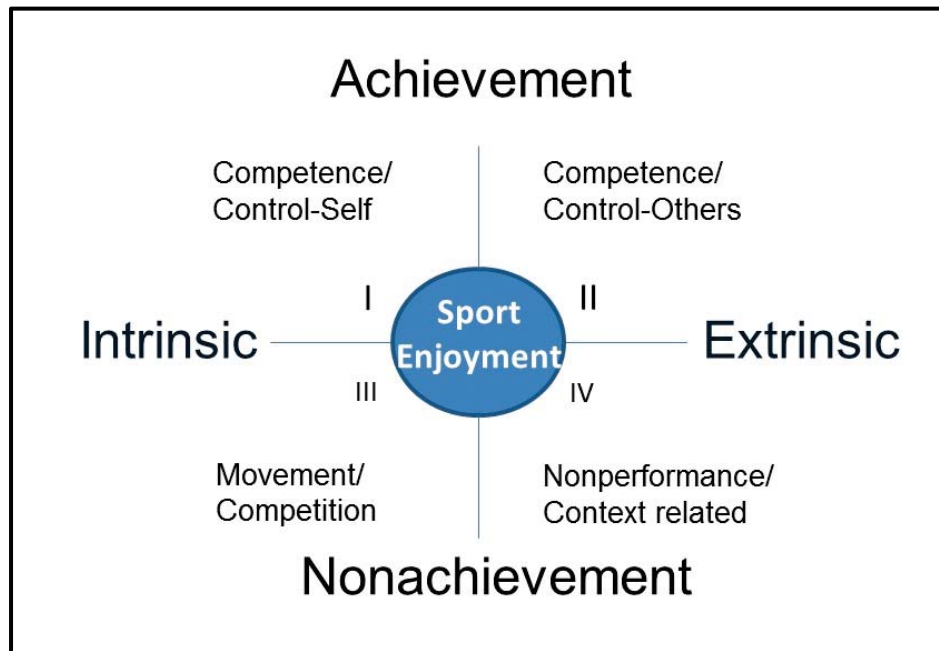 Achievement
Competence/
Control-Self
Competence/
Control-Others
I
II
Intrinsic
Sport
Enjoyment
Extrinsic
III
IV
Movement/
Competition
Nonperformance/
Context related
Nonachievement